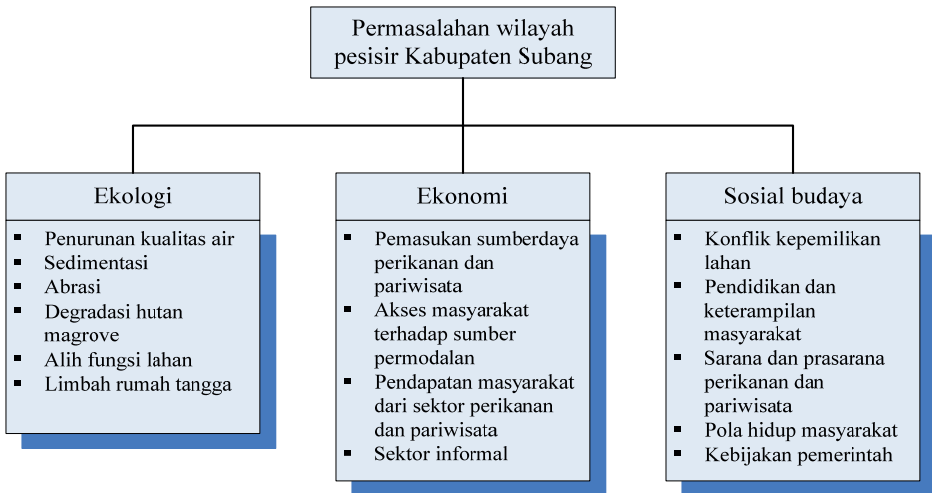 Permasalahan wilayah
pesisir Kabupaten Subang
Ekologi
▪ Penurunan kualitas air
▪ Sedimentasi
▪ Abrasi
▪ Degradasi hutan
magrove
▪ Alih fungsi lahan
▪ Limbah rumah tangga
Ekonomi
▪ Pemasukan sumberdaya
perikanan dan
pariwisata
▪ Akses masyarakat
terhadap sumber
permodalan
▪ Pendapatan masyarakat
dari sektor perikanan
dan pariwisata
▪ Sektor informal
Sosial budaya
▪ Konflik kepemilikan
lahan
▪ Pendidikan dan
keterampilan
masyarakat
▪ Sarana dan prasarana
perikanan dan
pariwisata
▪ Pola hidup masyarakat
▪ Kebijakan pemerintah